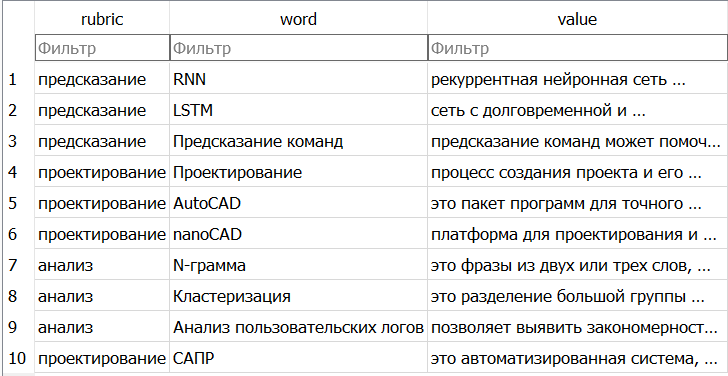 rubric word value
Фильтр Фильтр Фильтр
1 предсказание RNN рекуррентная нейронная сеть ...
2 предсказание LSTM сеть с долговременной и ...
3 предсказание Предсказание команд предсказание команд может помоч...
4 проектирование Проектирование процесс создания проекта и его ...
5 проектирование AutoCAD это пакет программ для точного ...
6 проектирование nanoCAD платформа для проектирования и ...
7 анализ N-грамма это фразы из двух или трех слов, ...
8 анализ Кластеризация это разделение большой группы ...
9 анализ Анализ пользовательских логов позволяет выявить закономерност...
10 проектирование САПР это автоматизированная система, ...